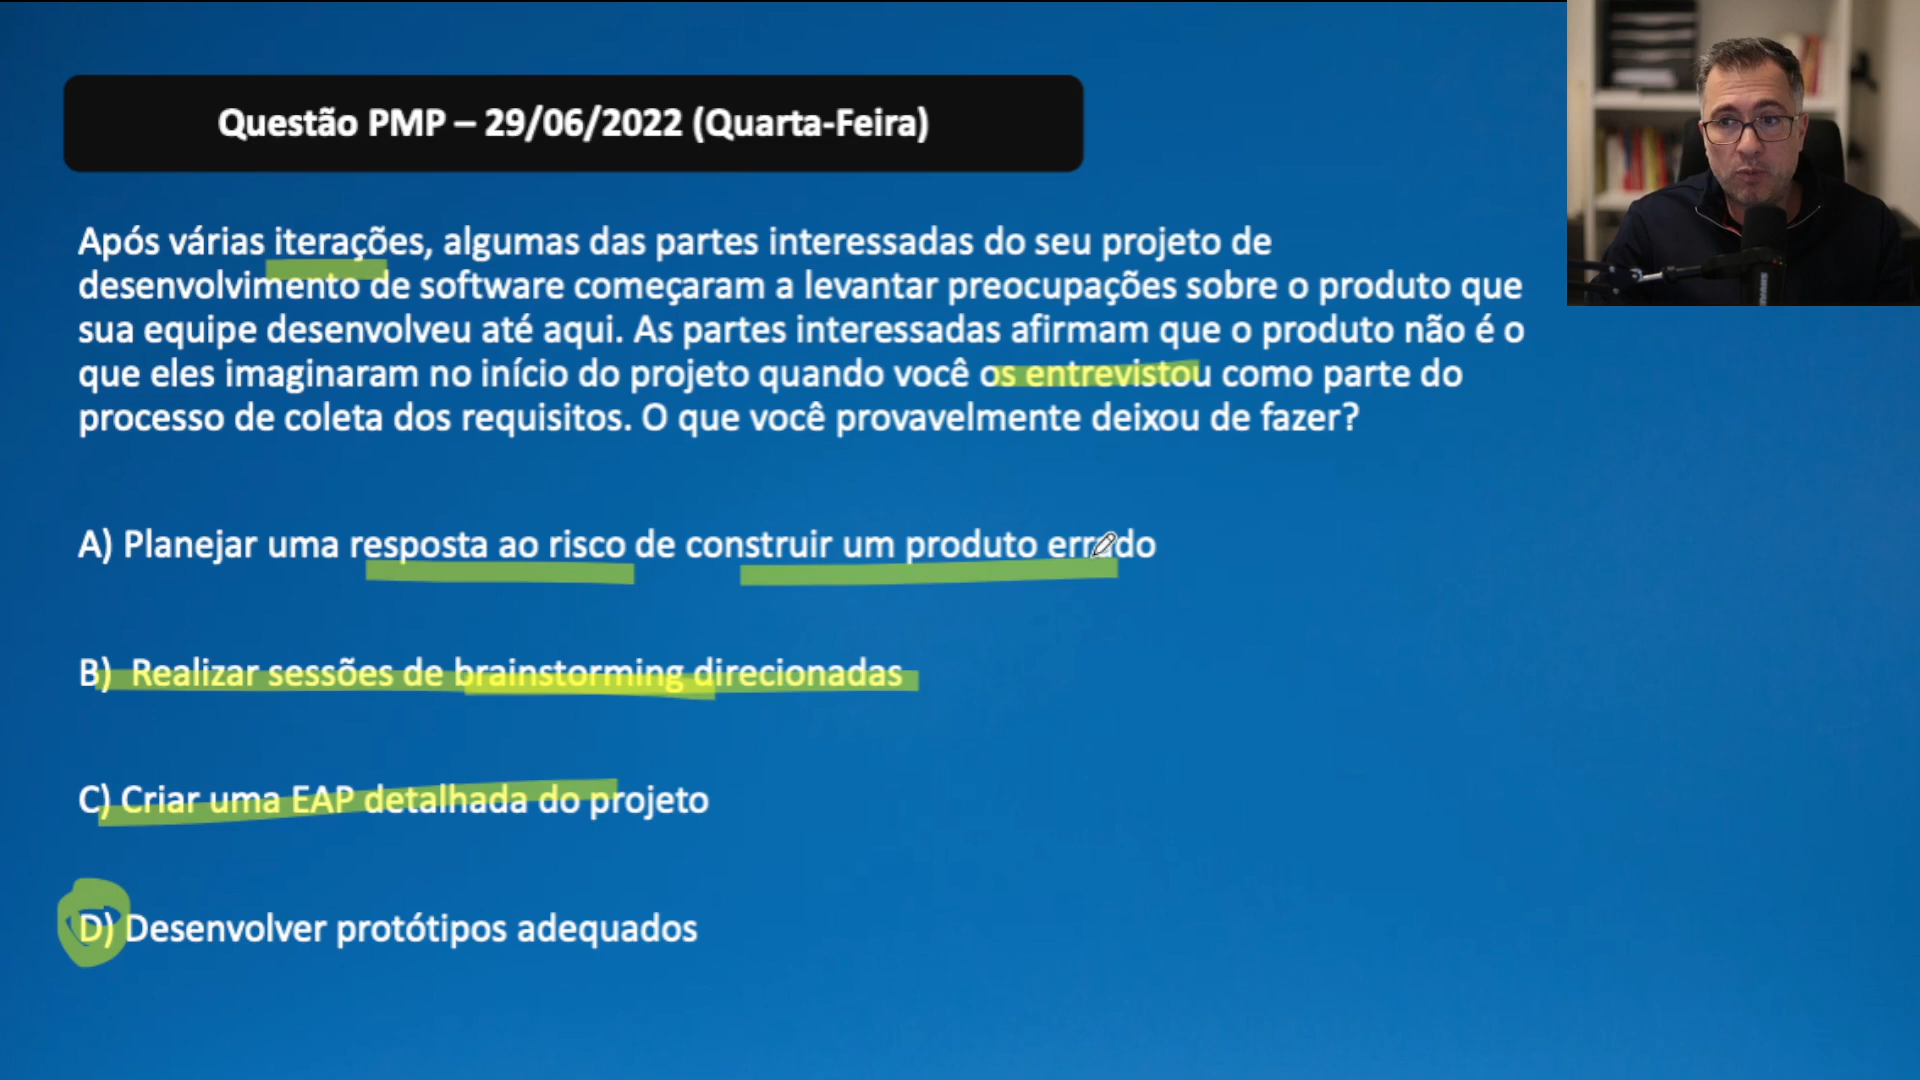 Questão PMP – 29/06/2022 (Quarta-Feira)
Após várias iterações, algumas das partes interessadas do seu projeto de
desenvolvimento de software começaram a levantar preocupações sobre o produto que
sua equipe desenvolveu até aqui. As partes interessadas afirmam que o produto não é o
que eles imaginaram no início do projeto quando você os entrevistou como parte do
processo de coleta dos requisitos. O que você provavelmente deixou de fazer?
A) Planejar uma resposta ao risco de construir um produto errado
B) Realizar sessões de brainstorming direcionadas
C) Criar uma EAP detalhada do projeto
D) Desenvolver protótipos adequados